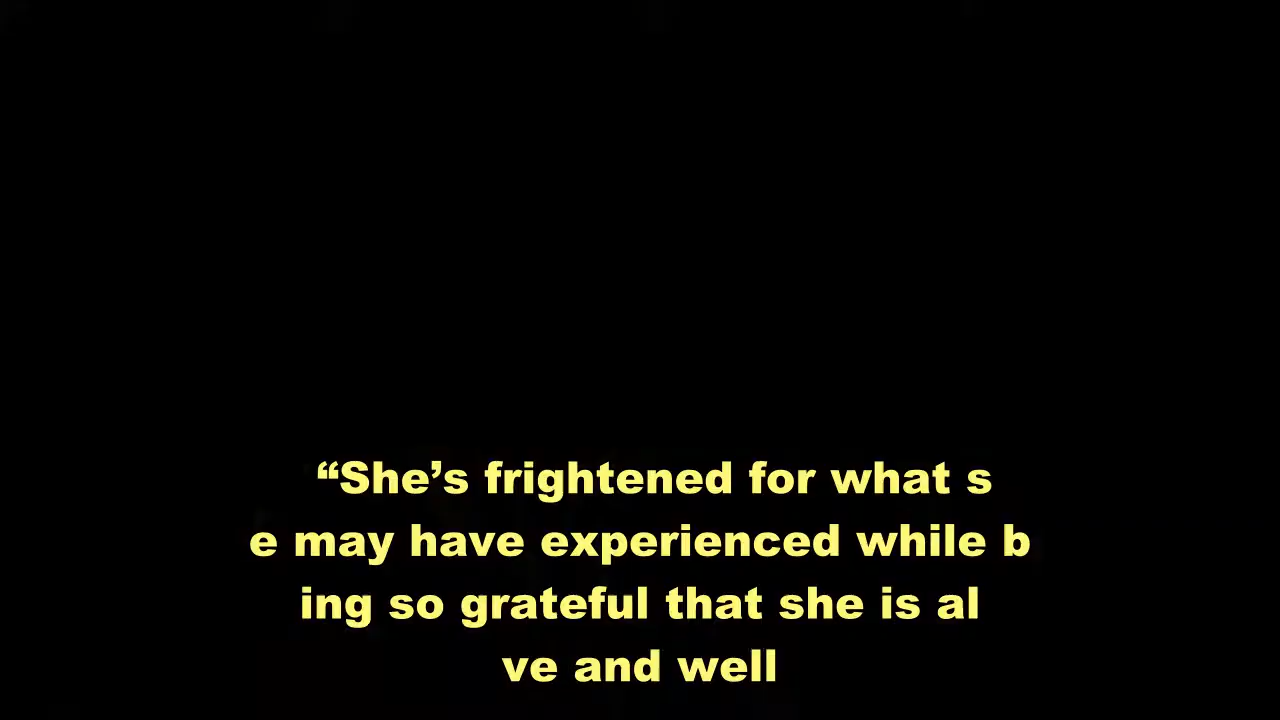 “She’s frightened for what s
e may have experienced while b
ing so grateful that she is al
ve and well